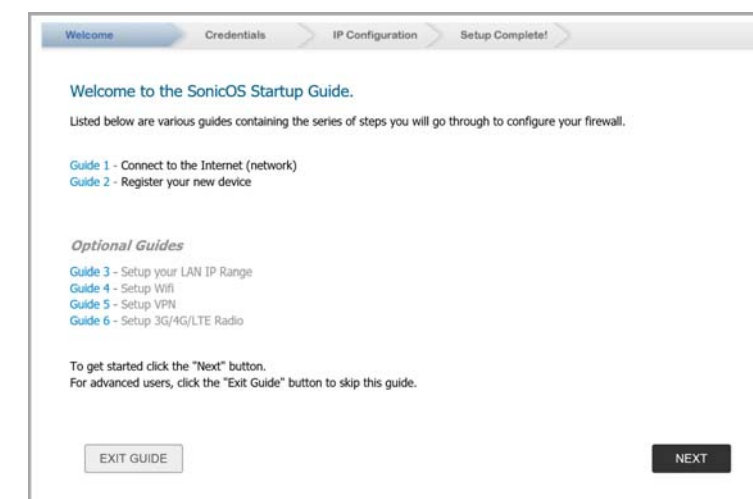 Welcome
Credentials
IP Configuration
Setup Complete!
Welcome to the SonicOS Startup Guide.
Listed below are various guides containing the series of steps you will go through to configure your firewall.
Guide 1 - Connect to the Internet (network)
Guide 2 - Register your new device
Optional Guides
Guide 3 - Setup your LAN IP Range
Guide 4 - Setup Wifi
Guide 5 - Setup VPN
Guide 6 - Setup 3G/4G/LTE Radio
To get started click the "Next" button.
For advanced users, click the "Exit Guide" button to skip this guide.
EXIT GUIDE
NEXT